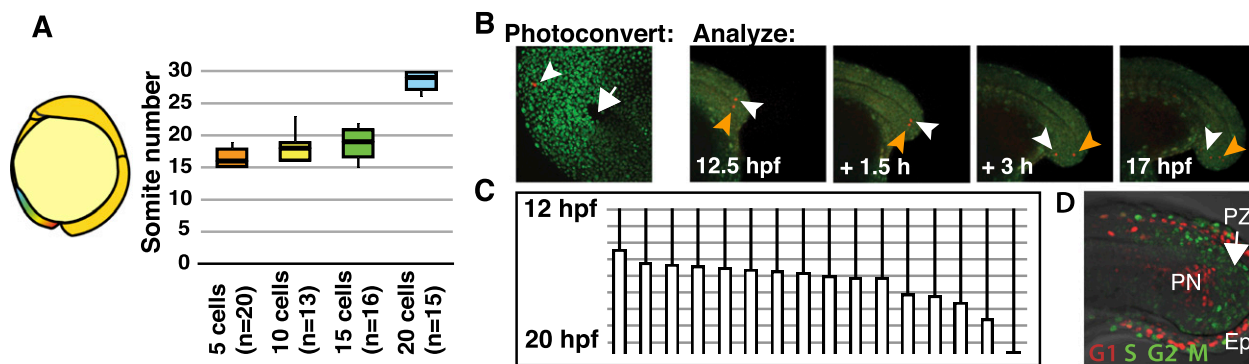 A
Somite number
30
25
20
15
10
5
0
5 cells
(n=20)
10 cells
(n=13)
15 cells
(n=16)
20 cells
(n=15)
B
Photoconvert: Analyze:
12.5 hpf
+ 1.5 h
+ 3 h
17 hpf
C
12 hpf
20 hpf
D
PZ
PN
Ep
G1 S G2 M